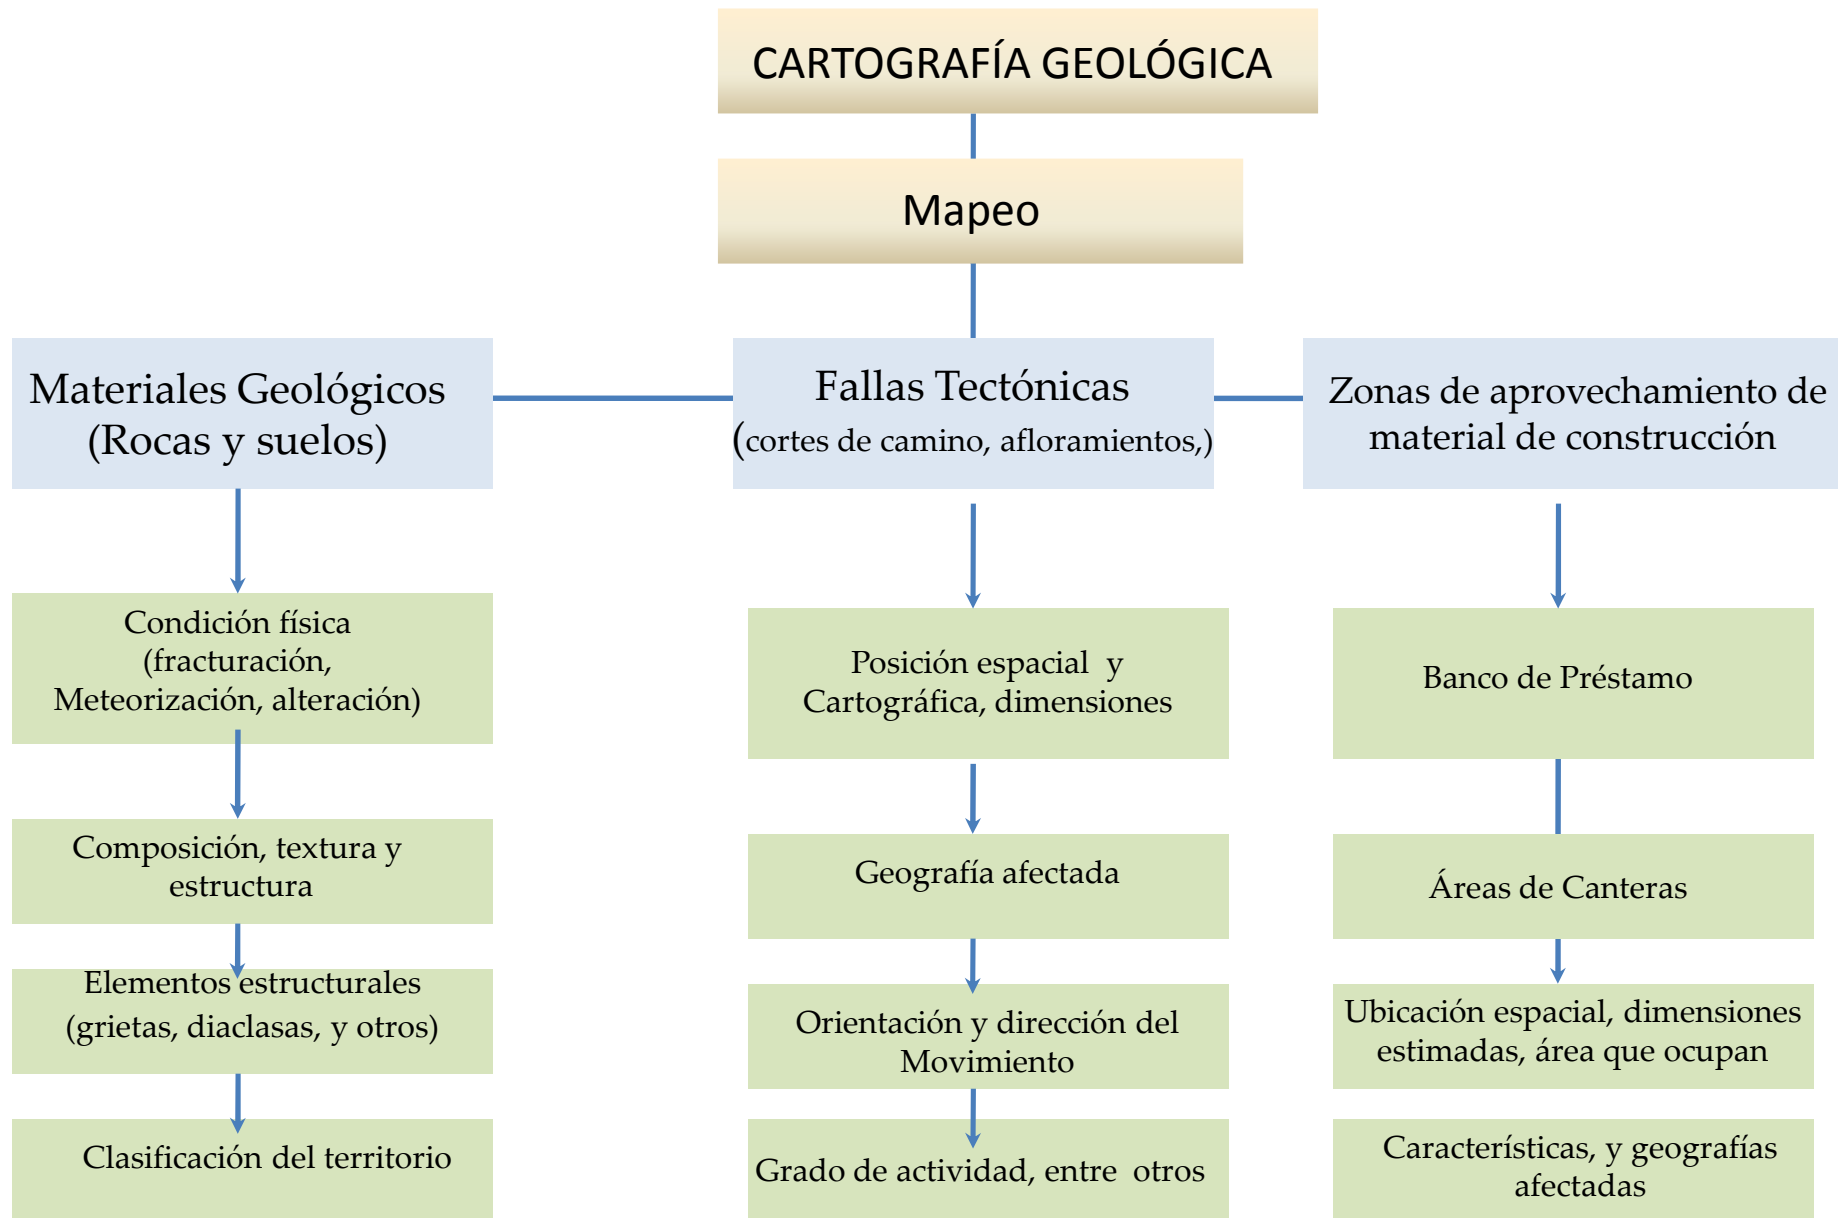 CARTOGRAFÍA GEOLÓGICA
Mapeo
Materiales Geológicos
(Rocas y suelos)
Fallas Tectónicas
(cortes de camino, afloramientos,)
Zonas de aprovechamiento de
material de construcción
Condición física
(fracturación,
Meteorización, alteración)
Composición, textura y
estructura
Elementos estructurales
(grietas, diaclasas, y otros)
Clasificación del territorio
Posición espacial y
Cartográfica, dimensiones
Geografía afectada
Orientación y dirección del
Movimiento
Grado de actividad, entre otros
Banco de Préstamo
Áreas de Canteras
Ubicación espacial, dimensiones
estimadas, área que ocupan
Características, y geografías
afectadas